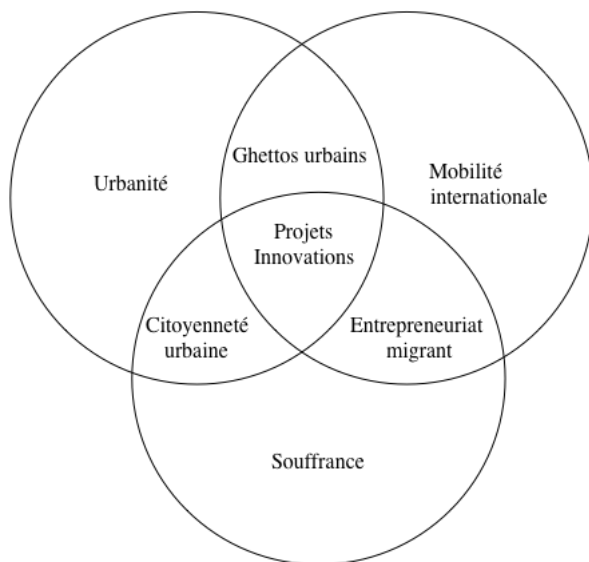 Ghettos urbains
Urbanité
Mobilité
internationale
Projets
Innovations
Citoyenneté
urbaine
Entrepreneuriat
migrant
Souffrance